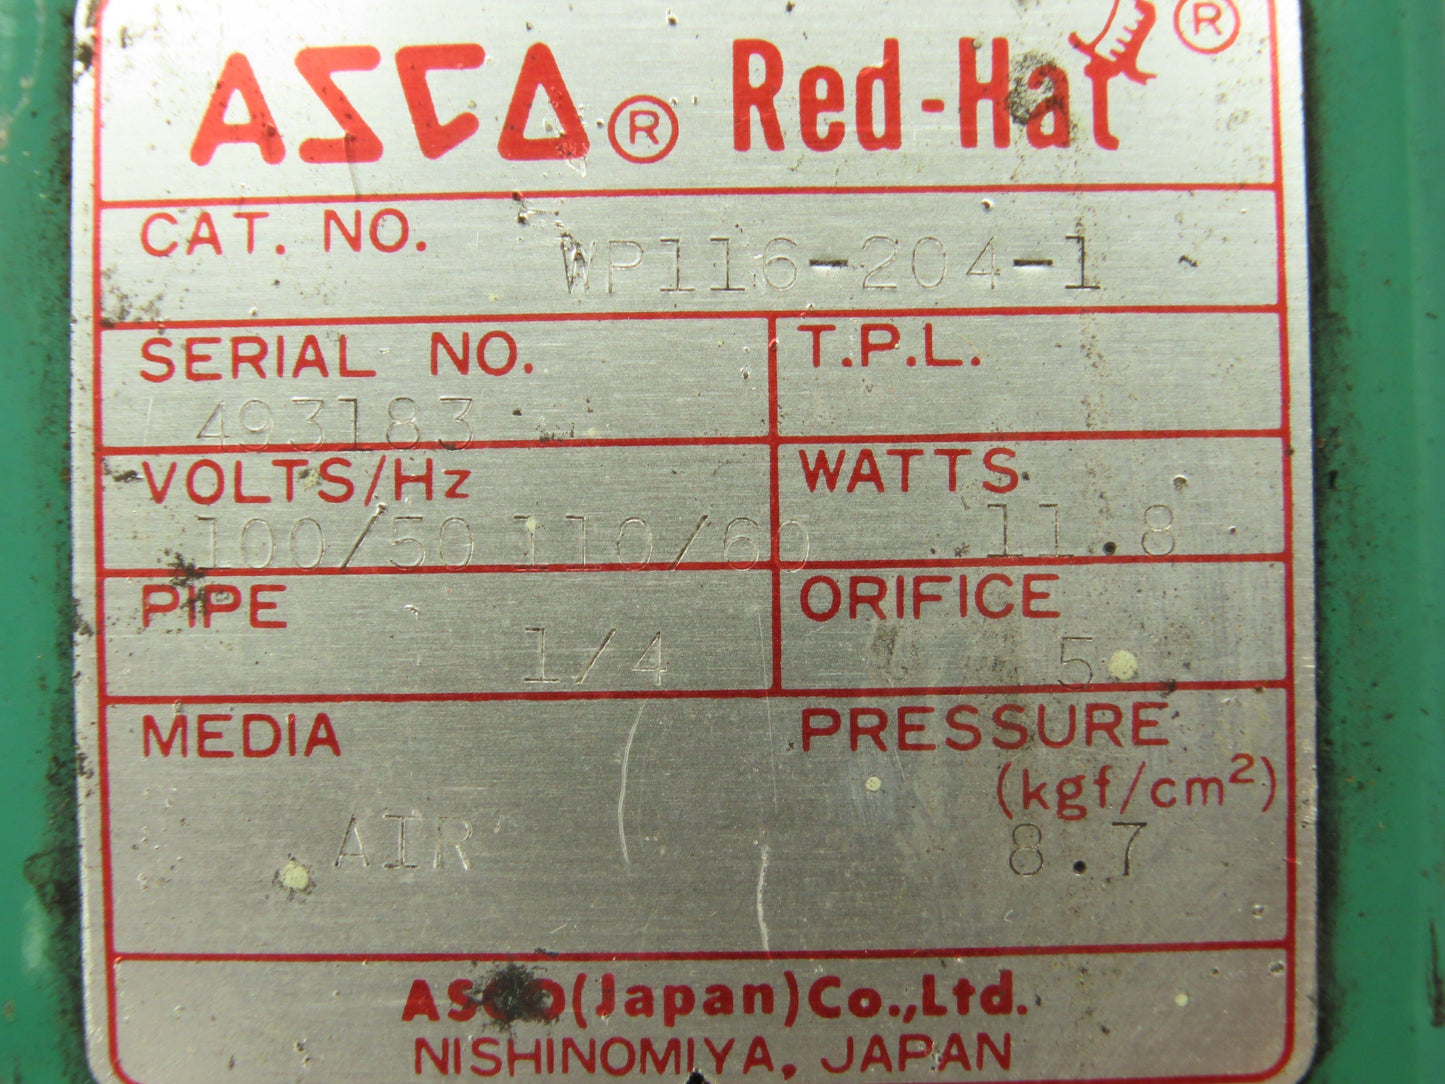 ASCO® Red-Hat®
CAT. NO. WP116-204-1
SERIAL NO. T.P.L.
493183
VOLTS/Hz WATTS
100/50 110/60 11.8
PIPE ORIFICE
1/4 5
MEDIA PRESSURE
(kgf/cm²)
AIR 8.7
ASCO(Japan)Co.,Ltd.
NISHINOMIYA, JAPAN